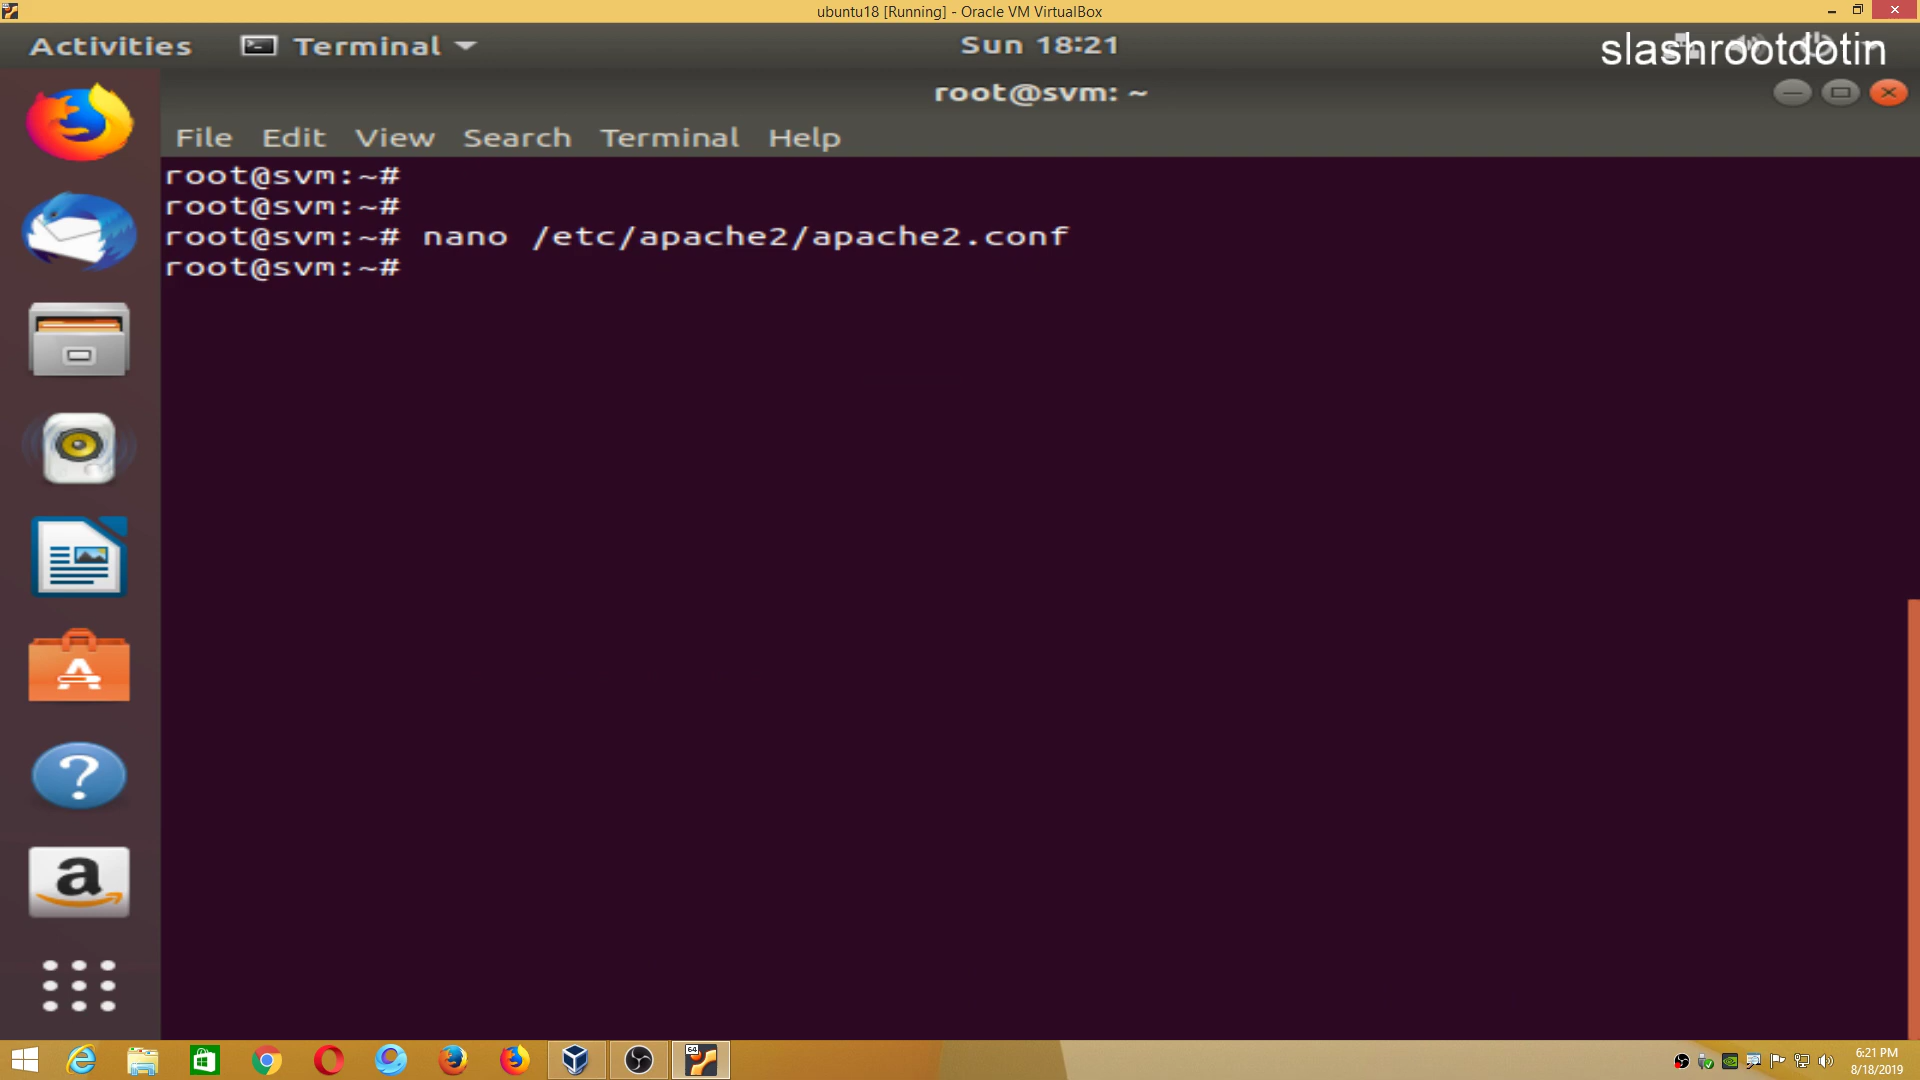 ubuntu18 [Running] - Oracle VM VirtualBox
Activities Terminal Sun 18:21 slashrootdotin
root@svm: ~
File Edit View Search Terminal Help
root@svm:~#
root@svm:~#
root@svm:~# nano /etc/apache2/apache2.conf
root@svm:~#
A
?
a
64
6:21 PM
8/18/2019